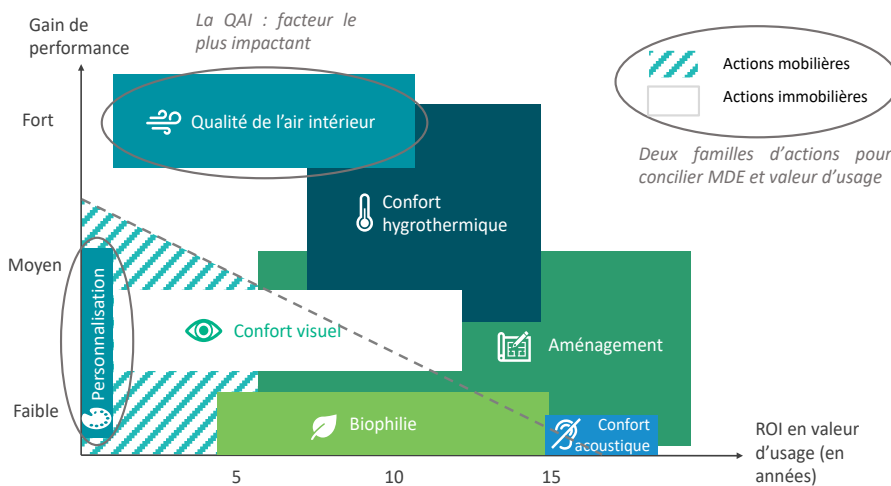 Gain de
performance
La QAI : facteur le
plus impactant
Actions mobilières
Actions immobilières
Deux familles d'actions pour
concilier MDE et valeur d'usage
Fort
Qualité de l'air intérieur
Confort
hygrothermique
Moyen
Personnalisation
Confort visuel
Aménagement
Faible
Biophilie
Confort
acoustique
ROI en valeur
d'usage (en
années)
5
10
15